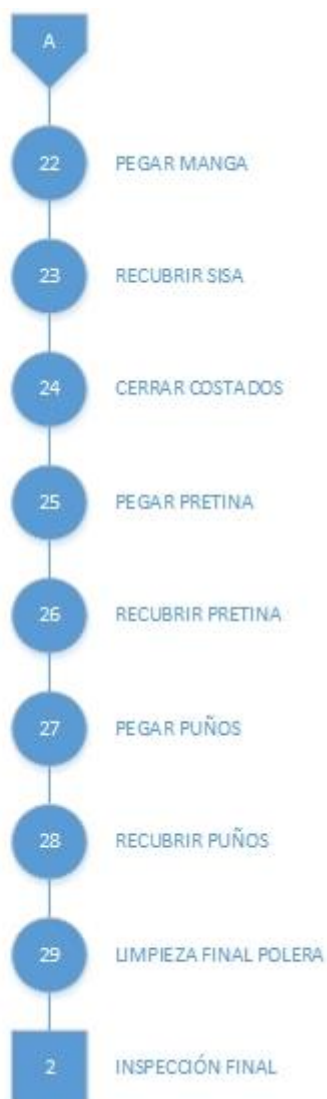 A
22 PEGAR MANGA
23 RECUBRIR SISA
24 CERRAR COSTADOS
25 PEGAR PRETINA
26 RECUBRIR PRETINA
27 PEGAR PUÑOS
28 RECUBRIR PUÑOS
29 LIMPIEZA FINAL POLERA
2 INSPECCIÓN FINAL